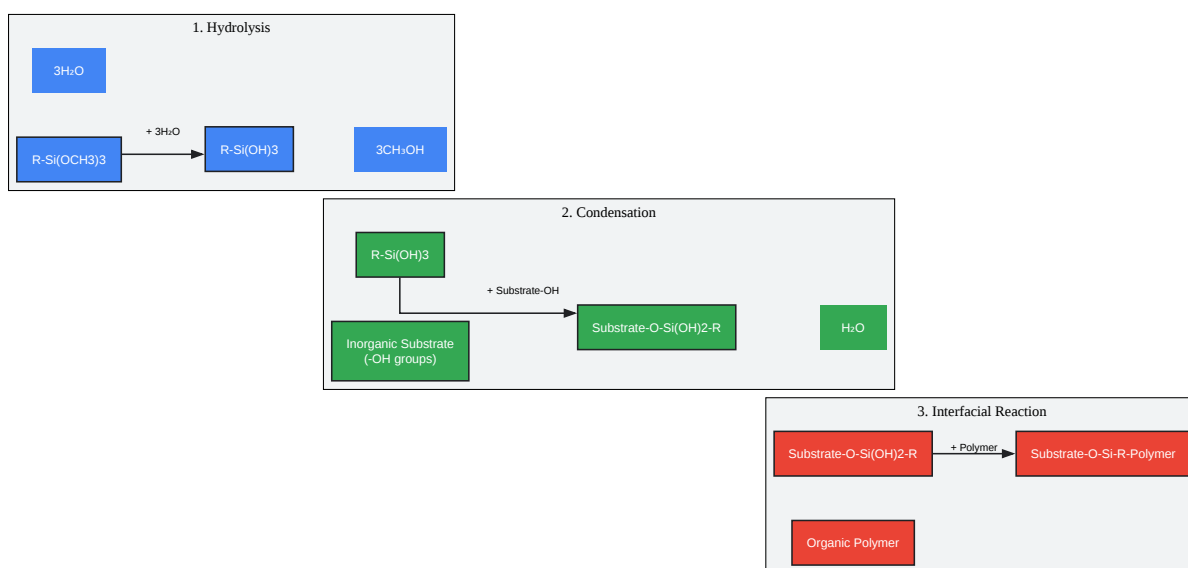 1. Hydrolysis
3H₂O
+ 3H₂O
R-Si(OCH3)3
R-Si(OH)3
3CH₃OH
2. Condensation
R-Si(OH)3
+ Substrate-OH
Inorganic Substrate
(-OH groups)
Substrate-O-Si(OH)2-R
H₂O
3. Interfacial Reaction
Substrate-O-Si(OH)2-R
+ Polymer
Substrate-O-Si-R-Polymer
Organic Polymer